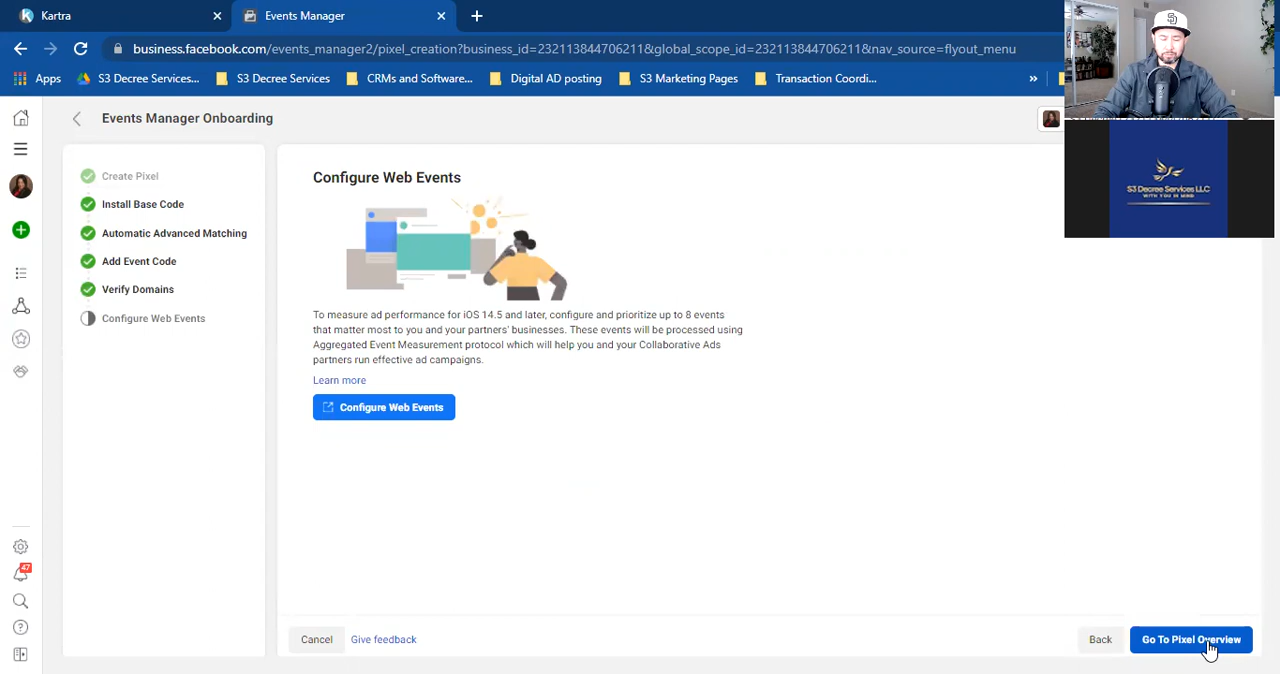 Kartra
Events Manager
business.facebook.com/events_manager2/pixel_creation?business_id=232113844706211&global_scope_id=232113844706211&nav_source=flyout_menu
Apps
S3 Decree Services...
S3 Decree Services
CRMs and Software...
Digital AD posting
S3 Marketing Pages
Transaction Coordi...
»
Events Manager Onboarding
Create Pixel
Install Base Code
Automatic Advanced Matching
Add Event Code
Verify Domains
Configure Web Events
Configure Web Events
To measure ad performance for iOS 14.5 and later, configure and prioritize up to 8 events
that matter most to you and your partners' businesses. These events will be processed using
Aggregated Event Measurement protocol which will help you and your Collaborative Ads
partners run effective ad campaigns.
Learn more
Configure Web Events
47
Cancel
Give feedback
Back
Go To Pixel Overview
SD
S3 Decree Services LLC
WITH YOU IN MIND